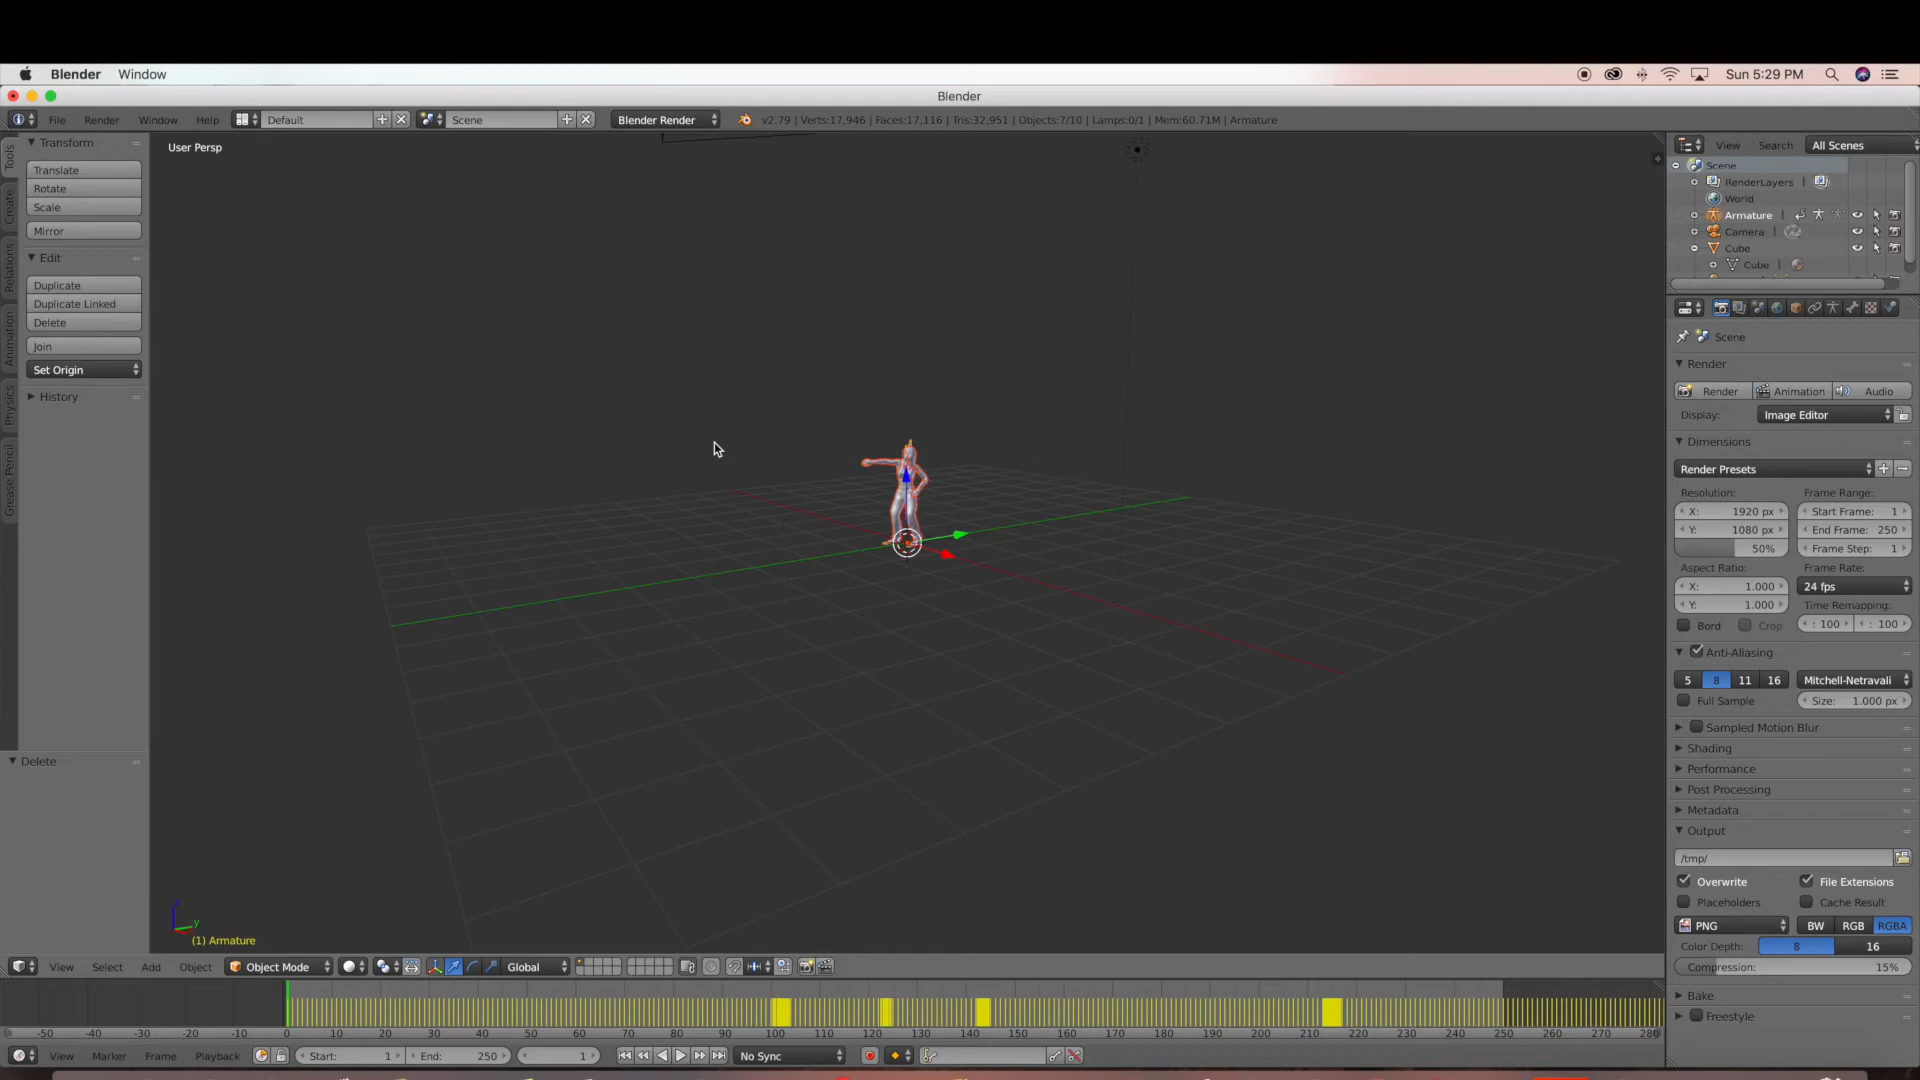 Blender Window Sun 5:29 PM
Blender
File Render Window Help Default Scene Blender Render v2.79 | Verts:17,946 | Faces:17,116 | Tris:32,951 | Objects:7/10 | Lamps:0/1 | Mem:60.71M | Armature
Tools
Create
Relations
Animation
Physics
Grease Pencil
Transform
Translate
Rotate
Scale
Mirror
Edit
Duplicate
Duplicate Linked
Delete
Join
Set Origin
History
Delete
User Persp
z
y
(1) Armature
View Search All Scenes
Scene
RenderLayers
World
Armature
Camera
Cube
Cube
Scene
Render
Render Animation Audio
Display: Image Editor
Dimensions
Render Presets
Resolution: Frame Range:
X: 1920 px Start Frame: 1
Y: 1080 px End Frame: 250
50% Frame Step: 1
Aspect Ratio: Frame Rate:
X: 1.000 24 fps
Y: 1.000 Time Remapping:
Bord Crop : 100 : 100
Anti-Aliasing
5 8 11 16 Mitchell-Netravali
Full Sample Size: 1.000 px
Sampled Motion Blur
Shading
Performance
Post Processing
Metadata
Output
/tmp/
Overwrite File Extensions
Placeholders Cache Result
PNG BW RGB RGBA
Color Depth: 8 16
Compression: 15%
Bake
Freestyle
View Select Add Object Object Mode Global
-50 -40 -30 -20 -10 0 10 20 30 40 50 60 70 80 90 100 110 120 130 140 150 160 170 180 190 200 210 220 230 240 250 260 270 280
View Marker Frame Playback Start: 1 End: 250 1 No Sync